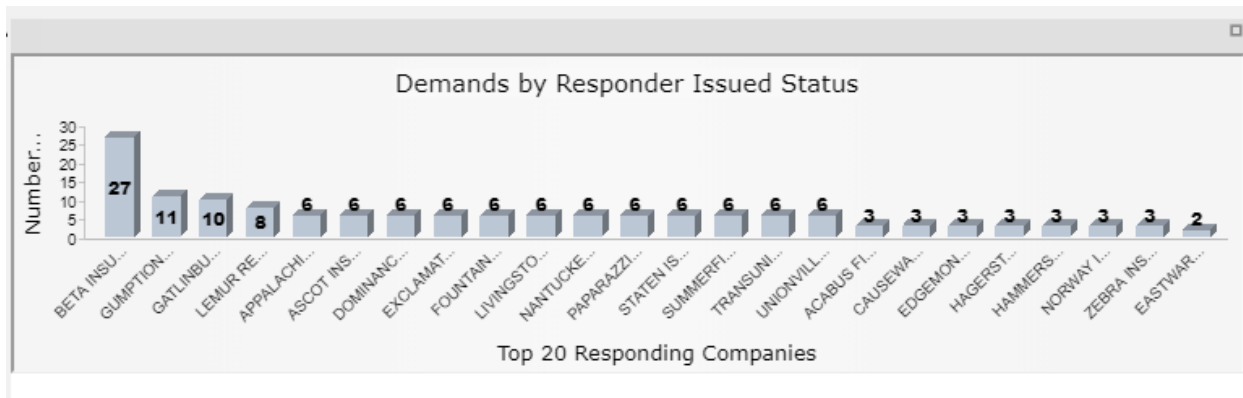 Demands by Responder Issued Status
Number...
30
25
20
15
10
5
0
27
11
10
8
6
6
6
6
6
6
6
6
6
6
6
6
3
3
3
3
3
3
3
2
BETA INSU...
GUMPTION...
GATLINBU...
LEMUR RE...
APPALACHI...
ASCOT INS...
DOMINANC...
EXCLAMAT...
FOUNTAIN...
LIVINGSTO...
NANTUCKE...
PAPARAZZI...
STATEN IS...
SUMMERFI...
TRANSUNI...
UNIONVILL...
ACABUS FI...
CAUSEWA...
EDGEMON...
HAGERST...
HAMMERS...
NORWAY I...
ZEBRA INS...
EASTWAR...
Top 20 Responding Companies